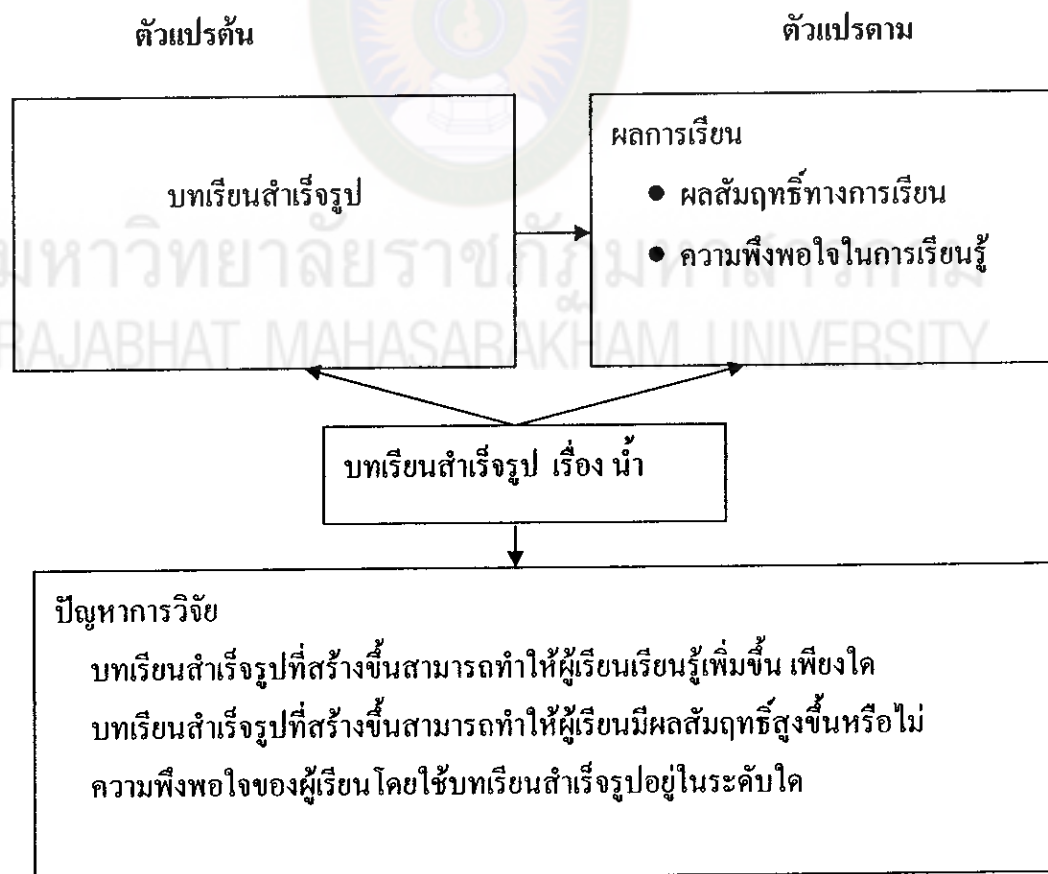 ตัวแปรต้น
ตัวแปรตาม
บทเรียนสำเร็จรูป
ผลการเรียน
● ผลสัมฤทธิ์ทางการเรียน
● ความพึงพอใจในการเรียนรู้
มหาวิทยาลัยราชภัฏมหาสารคาม
RAJABHAT MAHASARAKHAM UNIVERSITY
บทเรียนสำเร็จรูป เรื่อง น้ำ
ปัญหาการวิจัย
บทเรียนสำเร็จรูปที่สร้างขึ้นสามารถทำให้ผู้เรียนเรียนรู้เพิ่มขึ้น เพียงใด
บทเรียนสำเร็จรูปที่สร้างขึ้นสามารถทำให้ผู้เรียนมีผลสัมฤทธิ์สูงขึ้นหรือไม่
ความพึงพอใจของผู้เรียนโดยใช้บทเรียนสำเร็จรูปอยู่ในระดับใด